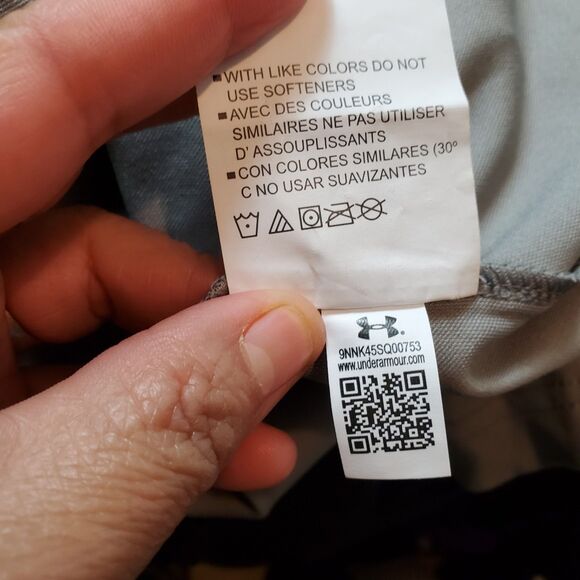 WITH LIKE COLORS DO NOT
USE SOFTENERS
AVEC DES COULEURS
SIMILAIRES NE PAS UTILISER
D' ASSOUPLISSANTS
CON COLORES SIMILARES (30º
C NO USAR SUAVIZANTES
9NNK45SQ00753
www.underarmour.com